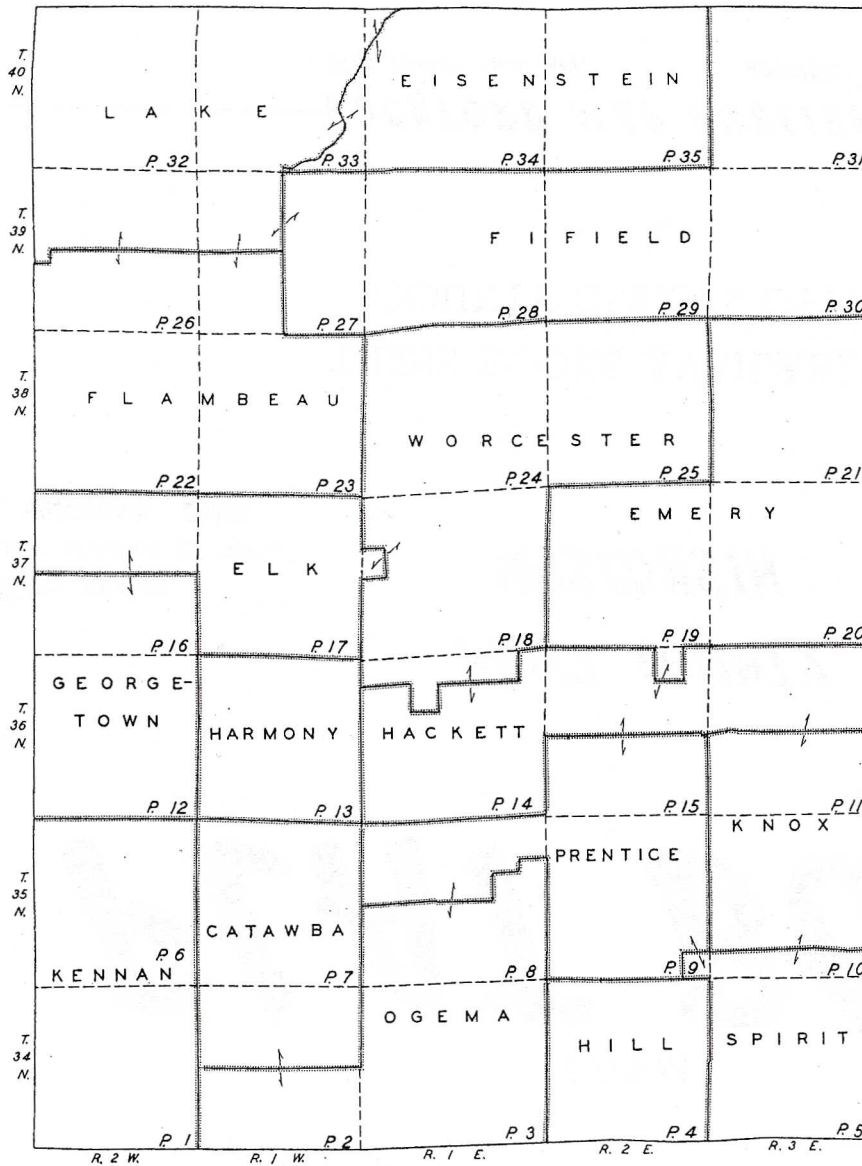 T.
40
N.
EISENSTEIN
LAKE
P. 32
P. 33
P. 34
P. 35
P. 31
T.
39
N.
FIFIELD
P. 26
P. 27
P. 28
P. 29
P. 30
T.
38
N.
FLAMBEAU
WORCESTER
P. 22
P. 23
P. 24
P. 25
P. 21
EMERY
T.
37
N.
ELK
P. 16
P. 17
P. 18
P. 19
P. 20
GEORGE-
TOWN
T.
36
N.
HARMONY
HACKETT
P. 12
P. 13
P. 14
P. 15
P. 11
KNOX
PRENTICE
T.
35
N.
CATAWBA
P. 6
KENNAN
P. 7
P. 8
P. 9
P. 10
OGEMA
HILL
SPIRIT
T.
34
N.
P. 1
P. 2
P. 3
P. 4
P. 5
R. 2 W.
R. 1 W.
R. 1 E.
R. 2 E.
R. 3 E.